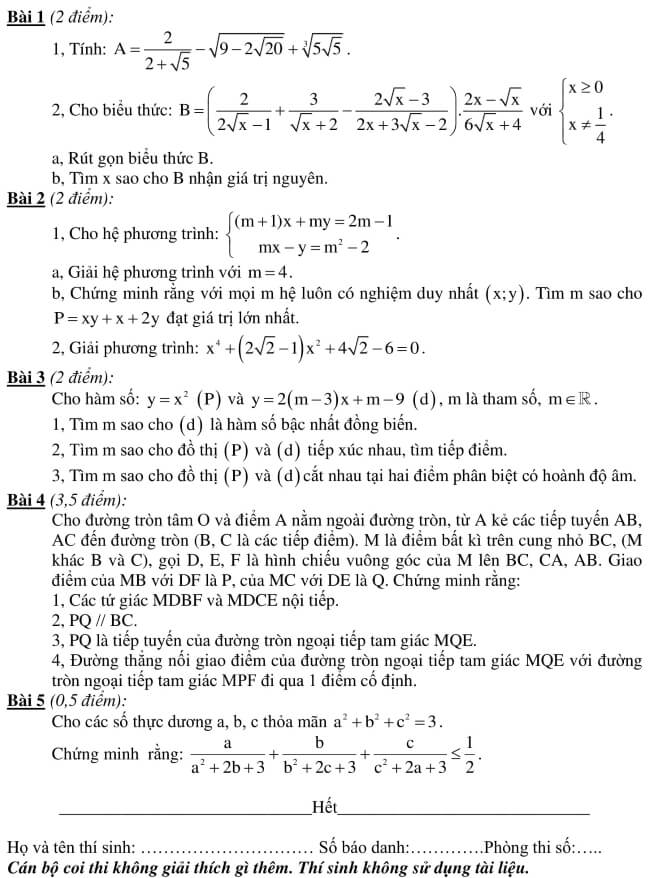 Bài 1 (2 điểm):
1, Tính: A = \frac{2}{2+\sqrt{5}} - \sqrt{9-2\sqrt{20}} + \sqrt[3]{5\sqrt{5}} .
2, Cho biểu thức: B = \left( \frac{2}{2\sqrt{x}-1} + \frac{3}{\sqrt{x}+2} - \frac{2\sqrt{x}-3}{2x+3\sqrt{x}-2} \right) . \frac{2x-\sqrt{x}}{6\sqrt{x}+4} với \begin{cases} x \ge 0 \\ x \ne \frac{1}{4} \end{cases} .
a, Rút gọn biểu thức B.
b, Tìm x sao cho B nhận giá trị nguyên.
Bài 2 (2 điểm):
1, Cho hệ phương trình: \begin{cases} (m+1)x + my = 2m-1 \\ mx - y = m^2 - 2 \end{cases} .
a, Giải hệ phương trình với m = 4.
b, Chứng minh rằng với mọi m hệ luôn có nghiệm duy nhất (x;y). Tìm m sao cho
P = xy + x + 2y đạt giá trị lớn nhất.
2, Giải phương trình: x^4 + (2\sqrt{2}-1)x^2 + 4\sqrt{2} - 6 = 0.
Bài 3 (2 điểm):
Cho hàm số: y = x^2 (P) và y = 2(m-3)x + m - 9 (d), m là tham số, m ∈ ℝ.
1, Tìm m sao cho (d) là hàm số bậc nhất đồng biến.
2, Tìm m sao cho đồ thị (P) và (d) tiếp xúc nhau, tìm tiếp điểm.
3, Tìm m sao cho đồ thị (P) và (d) cắt nhau tại hai điểm phân biệt có hoành độ âm.
Bài 4 (3,5 điểm):
Cho đường tròn tâm O và điểm A nằm ngoài đường tròn, từ A kẻ các tiếp tuyến AB,
AC đến đường tròn (B, C là các tiếp điểm). M là điểm bất kì trên cung nhỏ BC, (M
khác B và C), gọi D, E, F là hình chiếu vuông góc của M lên BC, CA, AB. Giao
điểm của MB với DF là P, của MC với DE là Q. Chứng minh rằng:
1, Các tứ giác MDBF và MDCE nội tiếp.
2, PQ // BC.
3, PQ là tiếp tuyến của đường tròn ngoại tiếp tam giác MQE.
4, Đường thẳng nối giao điểm của đường tròn ngoại tiếp tam giác MQE với đường
tròn ngoại tiếp tam giác MPF đi qua 1 điểm cố định.
Bài 5 (0,5 điểm):
Cho các số thực dương a, b, c thỏa mãn a^2 + b^2 + c^2 = 3.
Chứng minh rằng: \frac{a}{a^2+2b+3} + \frac{b}{b^2+2c+3} + \frac{c}{c^2+2a+3} \le \frac{1}{2} .
____________________Hết____________________
Họ và tên thí sinh: ………………………… Số báo danh:………….Phòng thi số:…..
Cán bộ coi thi không giải thích gì thêm. Thí sinh không sử dụng tài liệu.